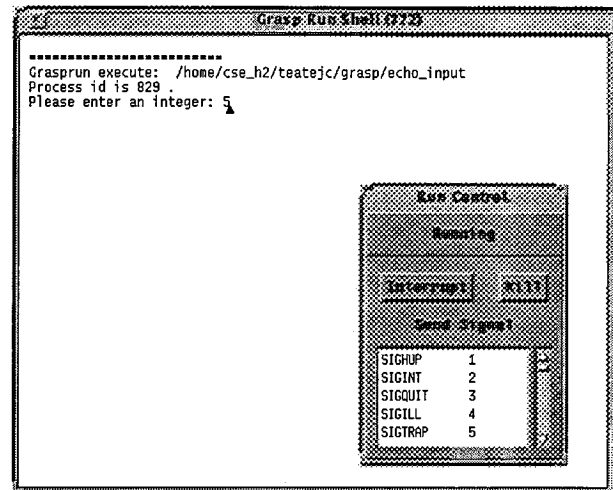 Grasp Run Shell (722)
Grasprun execute: /home/cse_h2/teatejc/grasp/echo_input
Process id is 829 .
Please enter an integer: 5
Run Control
Running
Interrupt Kill
Send Signal
SIGHUP 1
SIGINT 2
SIGQUIT 3
SIGILL 4
SIGTRAP 5